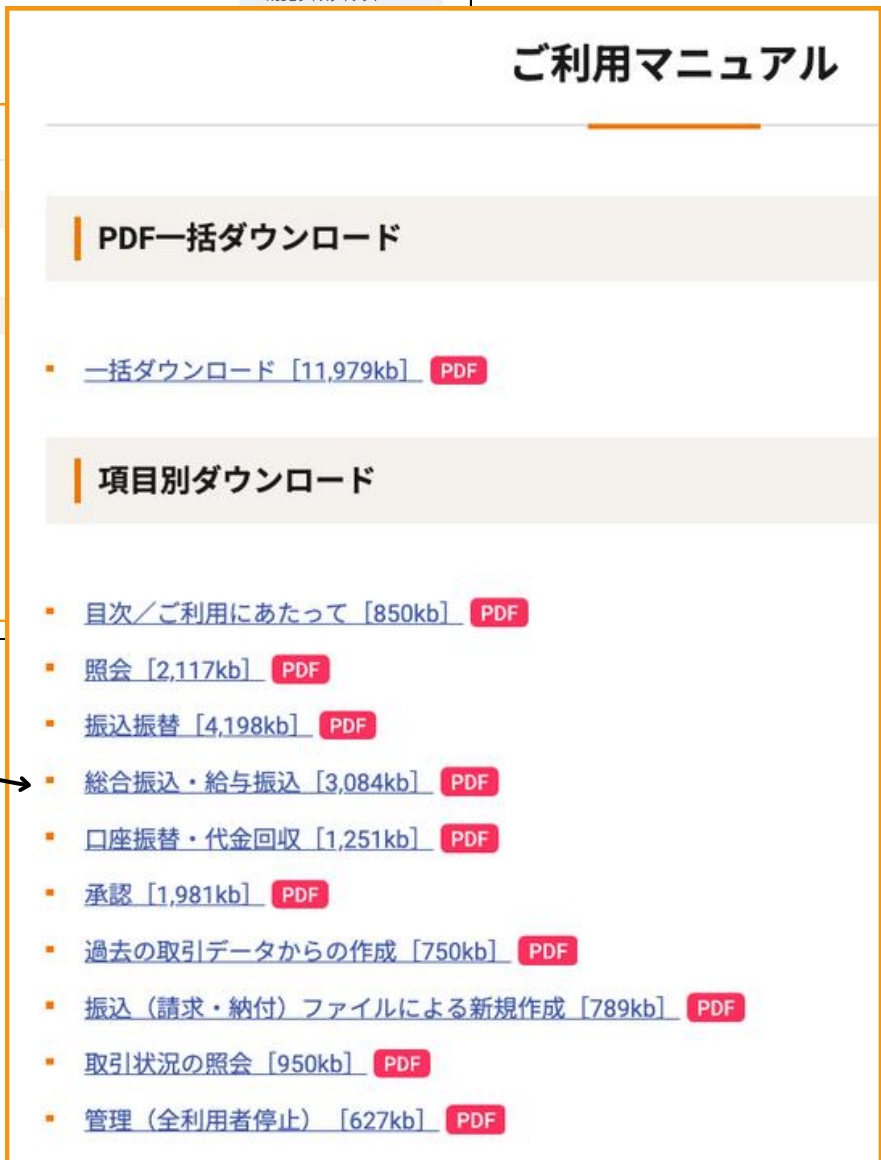 ご利用マニュアル
PDF一括ダウンロード
一括ダウンロード［11,979kb］ PDF
項目別ダウンロード
目次／ご利用にあたって［850kb］ PDF
照会［2,117kb］ PDF
振込振替［4,198kb］ PDF
総合振込・給与振込［3,084kb］ PDF
口座振替・代金回収［1,251kb］ PDF
承認［1,981kb］ PDF
過去の取引データからの作成［750kb］ PDF
振込（請求・納付）ファイルによる新規作成［789kb］ PDF
取引状況の照会［950kb］ PDF
管理（全利用者停止）［627kb］ PDF